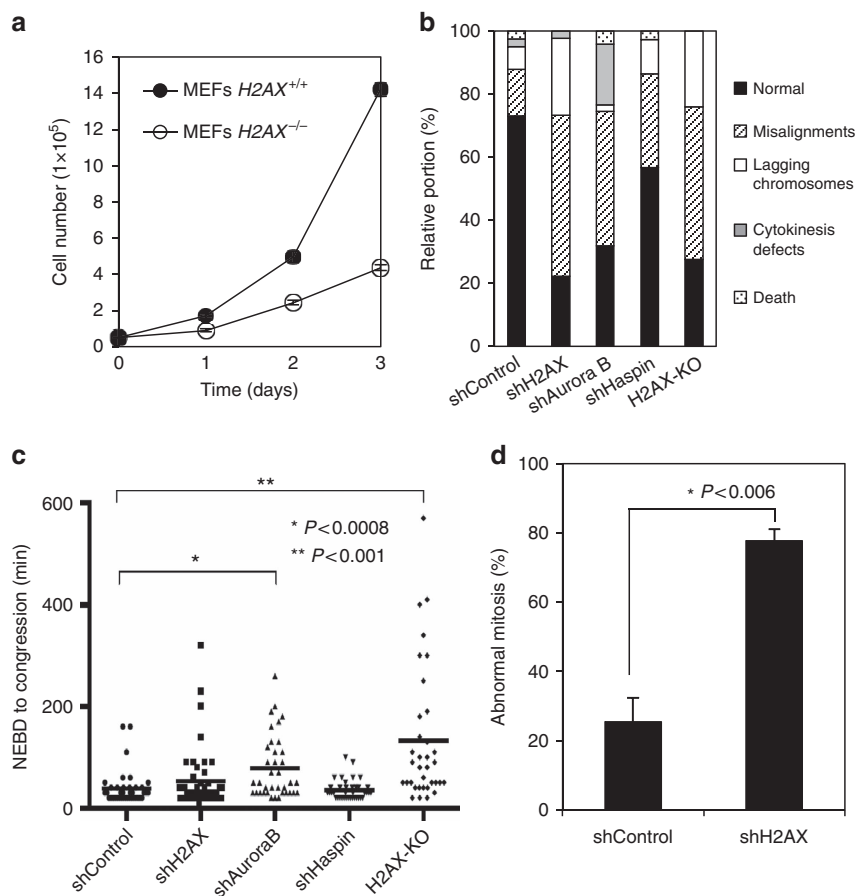 a
16
14
12
10
8
6
4
2
0
Cell number (1×10⁵)
MEFs H2AX+/+
MEFs H2AX–/–
0 1 2 3
Time (days)
b
100
80
60
40
20
0
Relative portion (%)
Normal
Misalignments
Lagging
chromosomes
Cytokinesis
defects
Death
shControl
shH2AX
shAurora B
shHaspin
H2AX-KO
c
600
400
200
0
NEBD to congression (min)
**
* P<0.0008
** P<0.001
*
shControl
shH2AX
shAuroraB
shHaspin
H2AX-KO
d
100
80
60
40
20
0
Abnormal mitosis (%)
* P<0.006
shControl
shH2AX